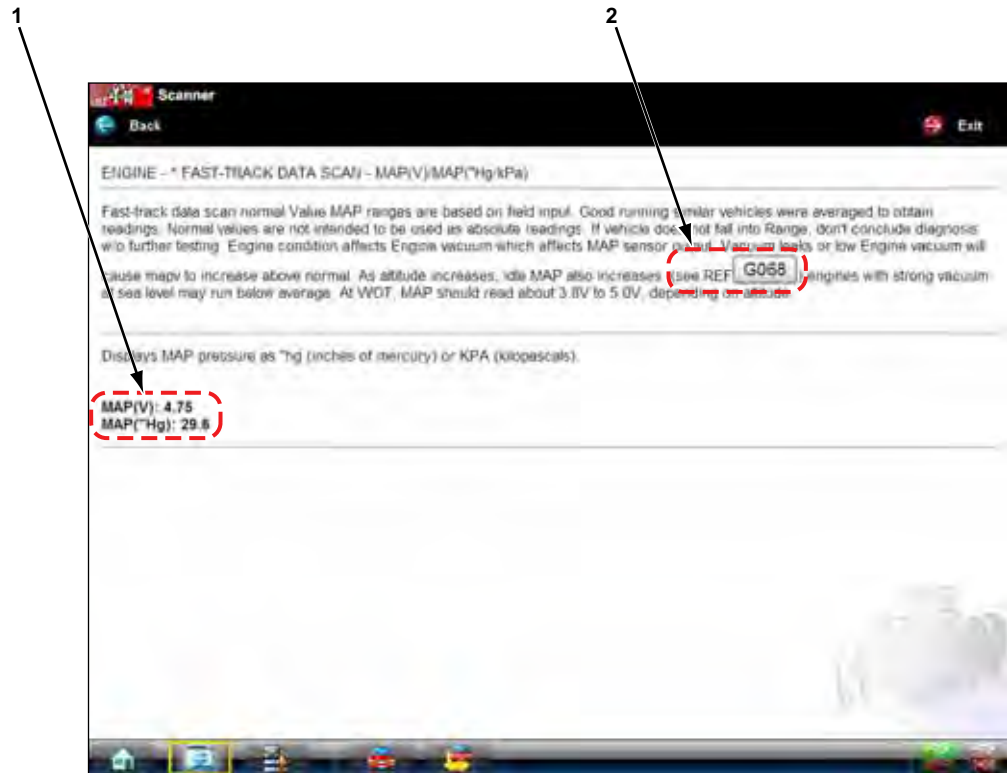 1
2
Scanner
Back
Exit
ENGINE - * FAST-TRACK DATA SCAN - MAP(V)/MAP("Hg/kPa)
Fast-track data scan normal Value MAP ranges are based on field input. Good running similar vehicles were averaged to obtain
readings. Normal values are not intended to be used as absolute readings. If vehicle does not fall into Range, don't conclude diagnosis
w/o further testing. Engine condition affects Engine vacuum which affects MAP sensor output. Vacuum leaks or low Engine vacuum will
cause mapv to increase above normal. As altitude increases, idle MAP also increases (see REF G068 ) engines with strong vacuum
at sea level may run below average. At WOT, MAP should read about 3.8V to 5.0V, depending on altitude
Displays MAP pressure as "hg (inches of mercury) or KPA (kilopascals).
MAP(V): 4.75
MAP("Hg): 29.6